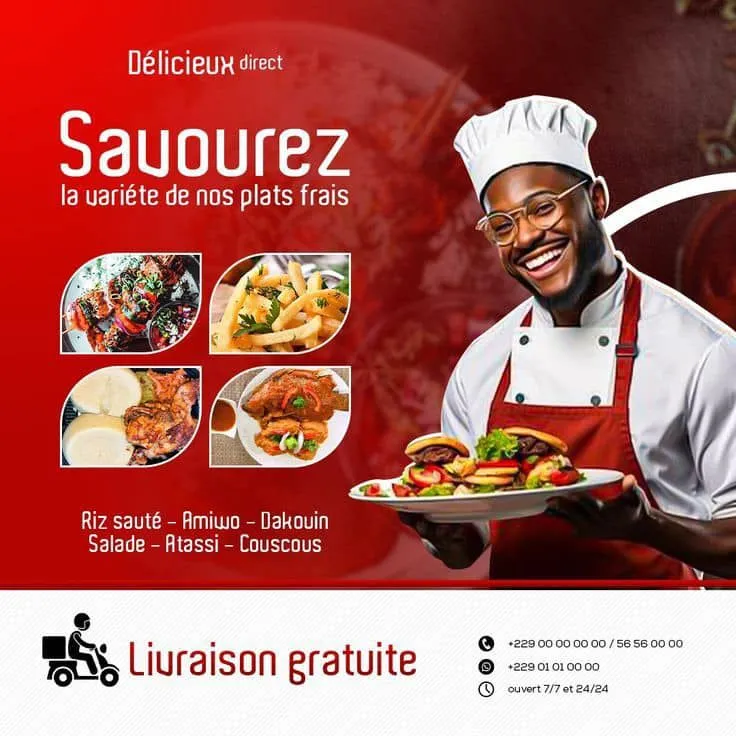 Délicieux direct
Savourez
la variéte de nos plats frais
Riz sauté – Amiwo – Dakouin
Salade – Atassi – Couscous
Livraison gratuite
+229 00 00 00 00 / 56 56 00 00
+229 01 01 00 00
ouvert 7/7 et 24/24